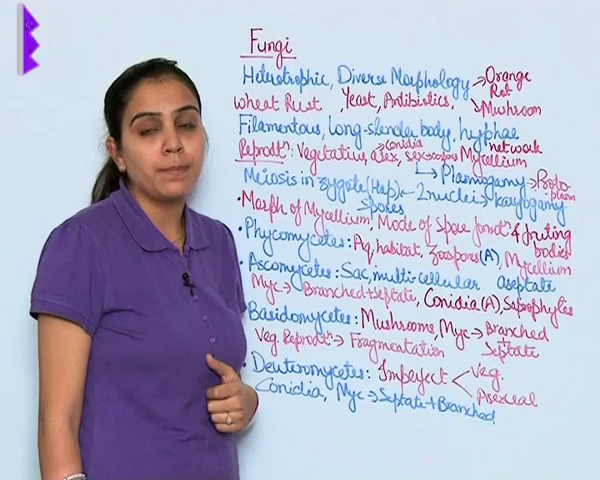 Fungi
Heterotrophic, Diverse Morphology → Orange Rot
Wheat Rust Yeast, Antibiotics, → Mushroom
Filamentous, long-slender body, hyphae
network
Reprodⁿ: Vegetative, asex, sex→spores Mycellium
conidia
→ Plasmogamy → Protoplasm
Meiosis in zygote (Hap) ← 2nuclei → Karyogamy
spores
• Morph of Mycellium, Mode of Spore formⁿ & fruiting bodies
• Phycomycetes: Aq, habitat, zoospores (A), Mycellium
aseptate
• Ascomycetes: Sac, multi-cellular
Myc → Branched + Septate, Conidia (A), Saprophytes
• Basidomycetes: Mushrooms, Myc → Branched + Septate
Veg. Reprodtⁿ → Fragmentation
• Deuteromycetes: Imperfect < Veg. Asexual
Conidia, Myc → Septate + Branched